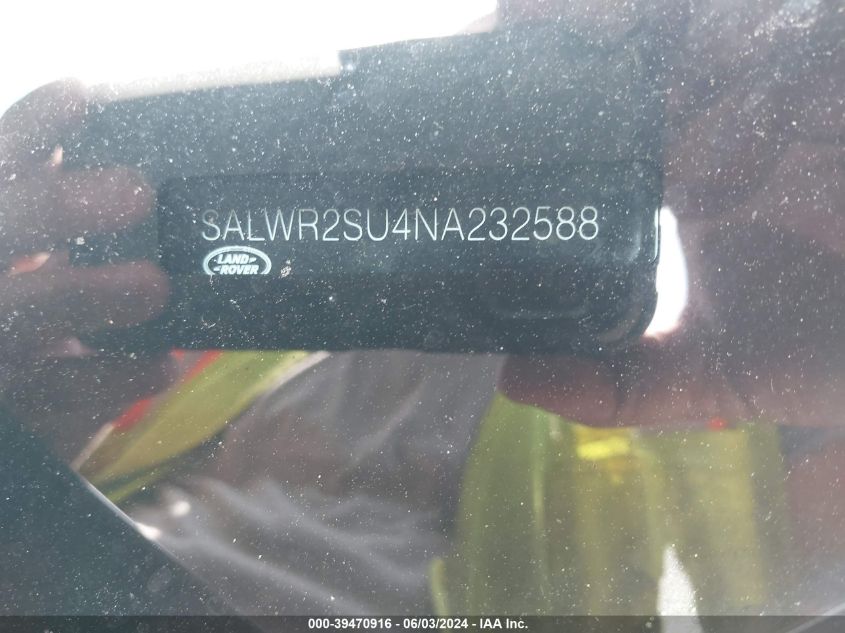 SALWR2SU4NA232588
LAND
ROVER
000-39470916 - 06/03/2024 - IAA Inc.